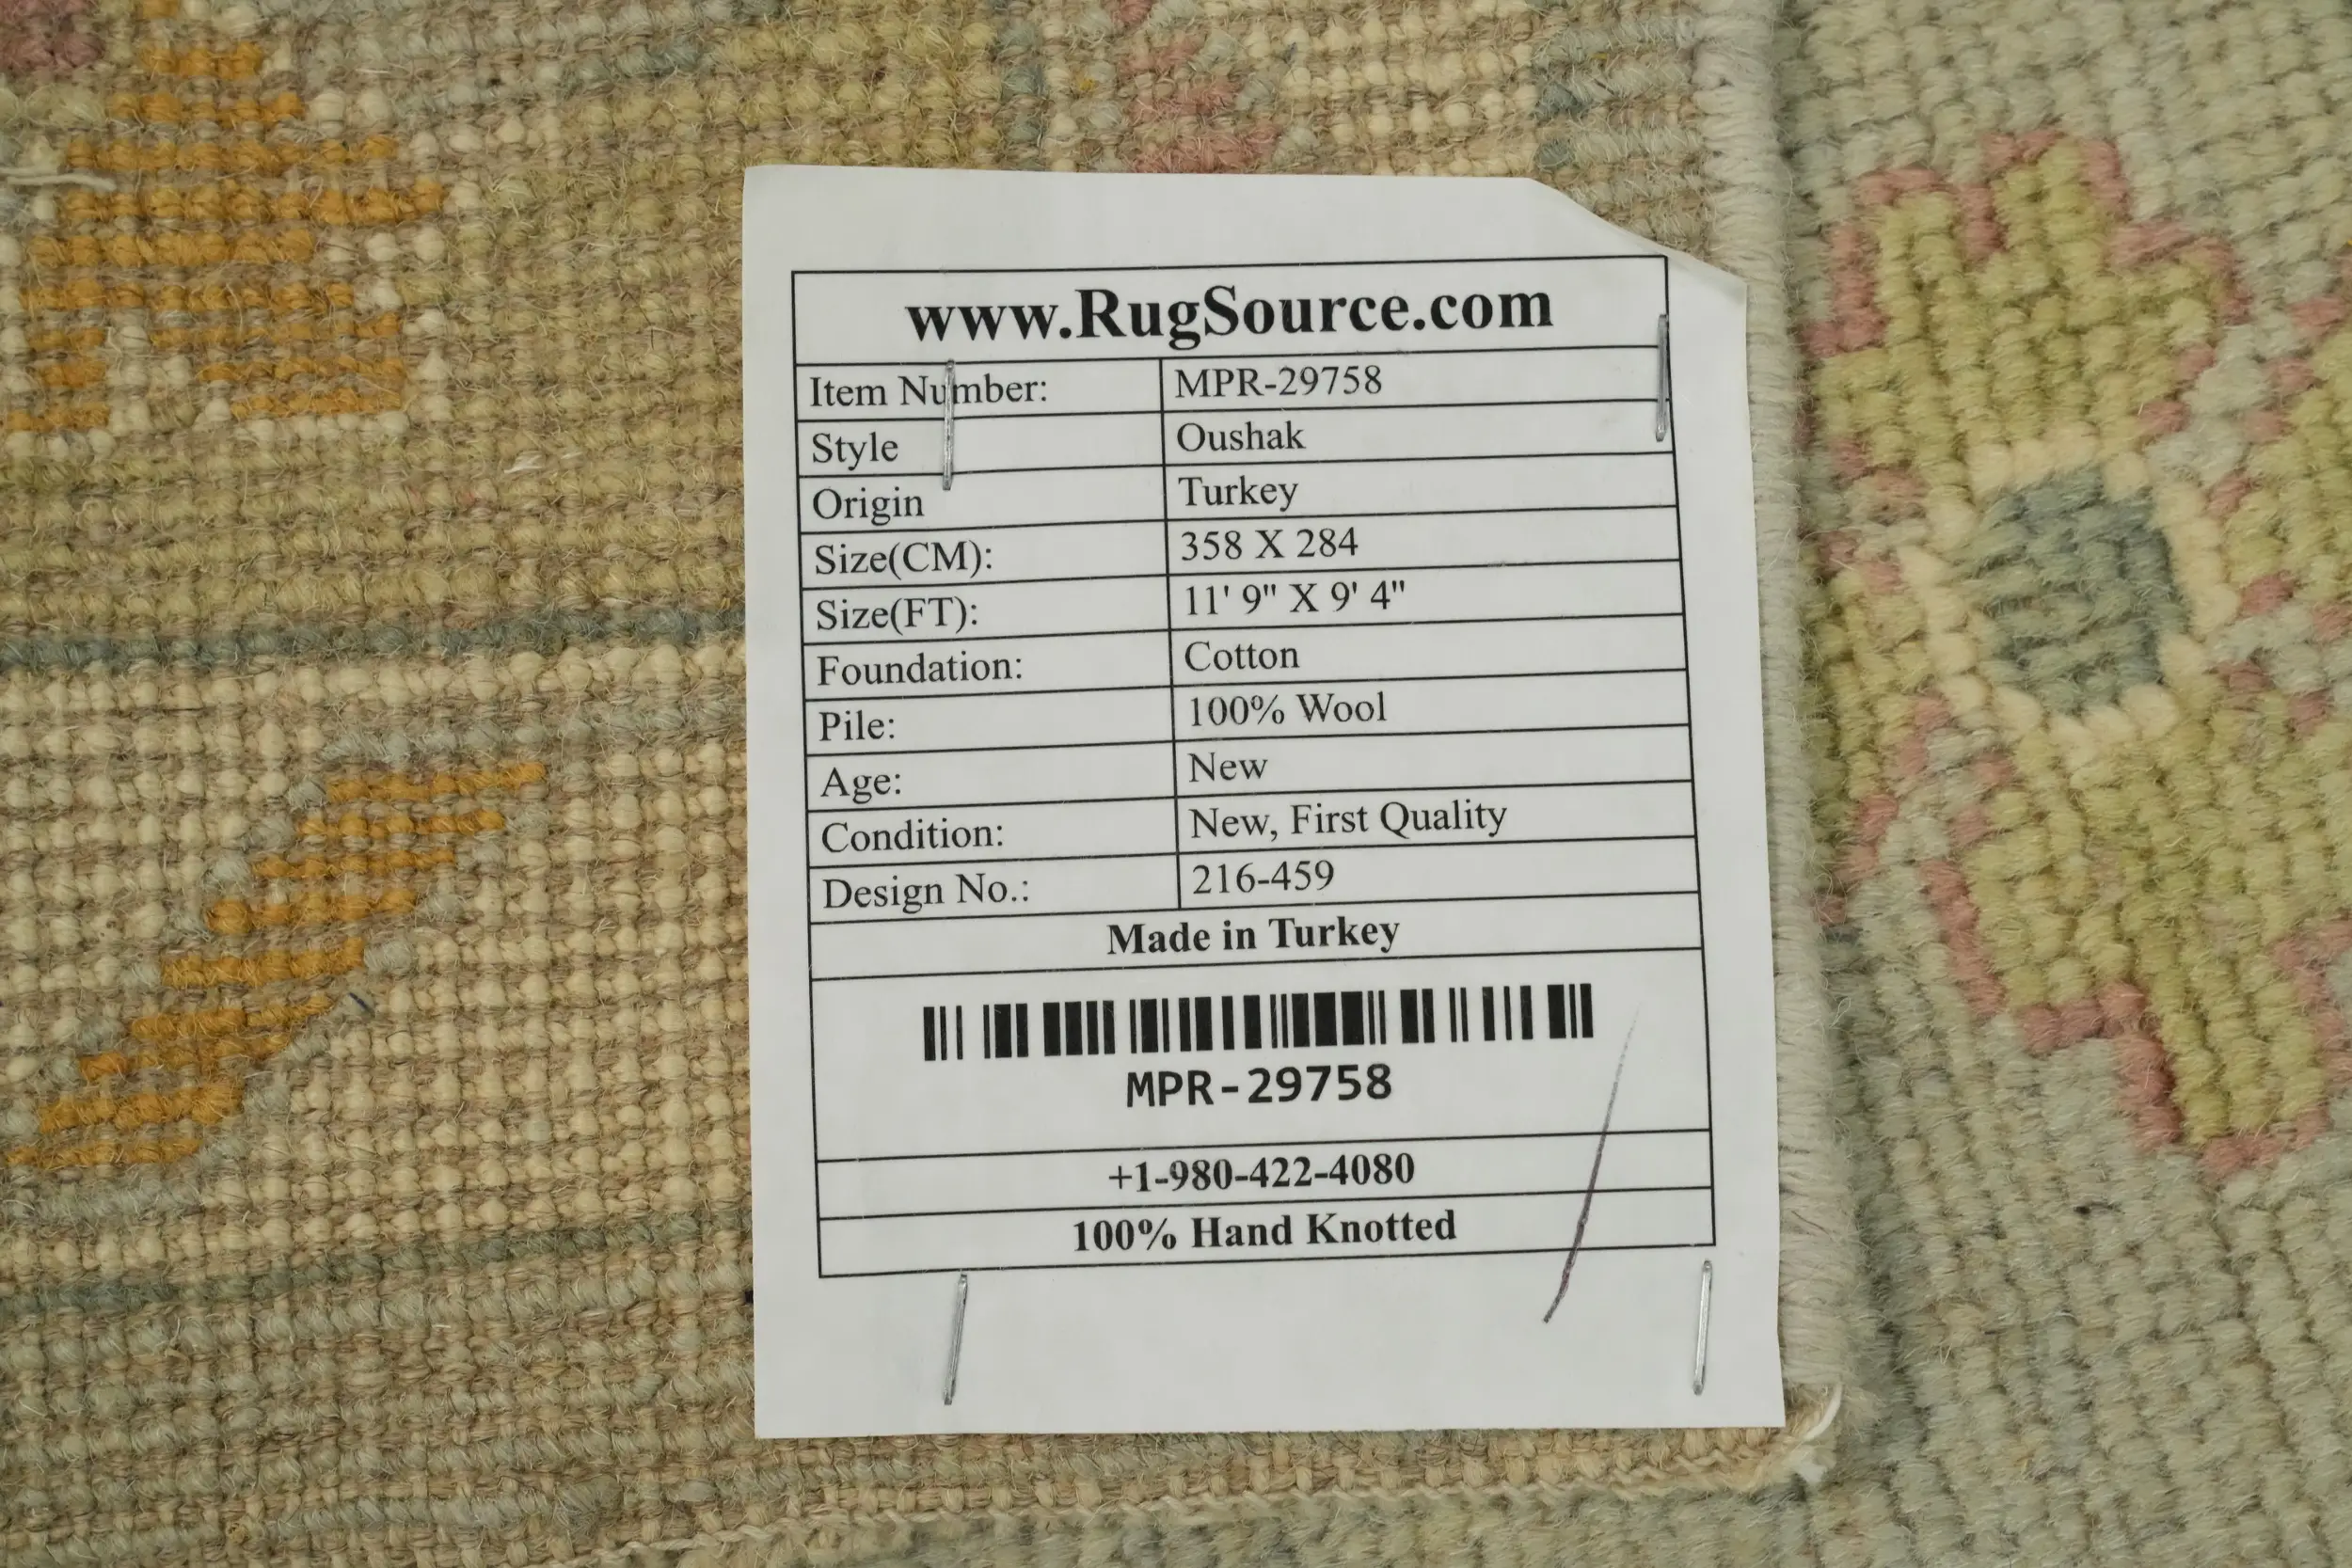 www.RugSource.com
Item Number: MPR-29758
Style Oushak
Origin Turkey
Size(CM): 358 X 284
Size(FT): 11' 9" X 9' 4"
Foundation: Cotton
Pile: 100% Wool
Age: New
Condition: New, First Quality
Design No.: 216-459
Made in Turkey
MPR-29758
+1-980-422-4080
100% Hand Knotted